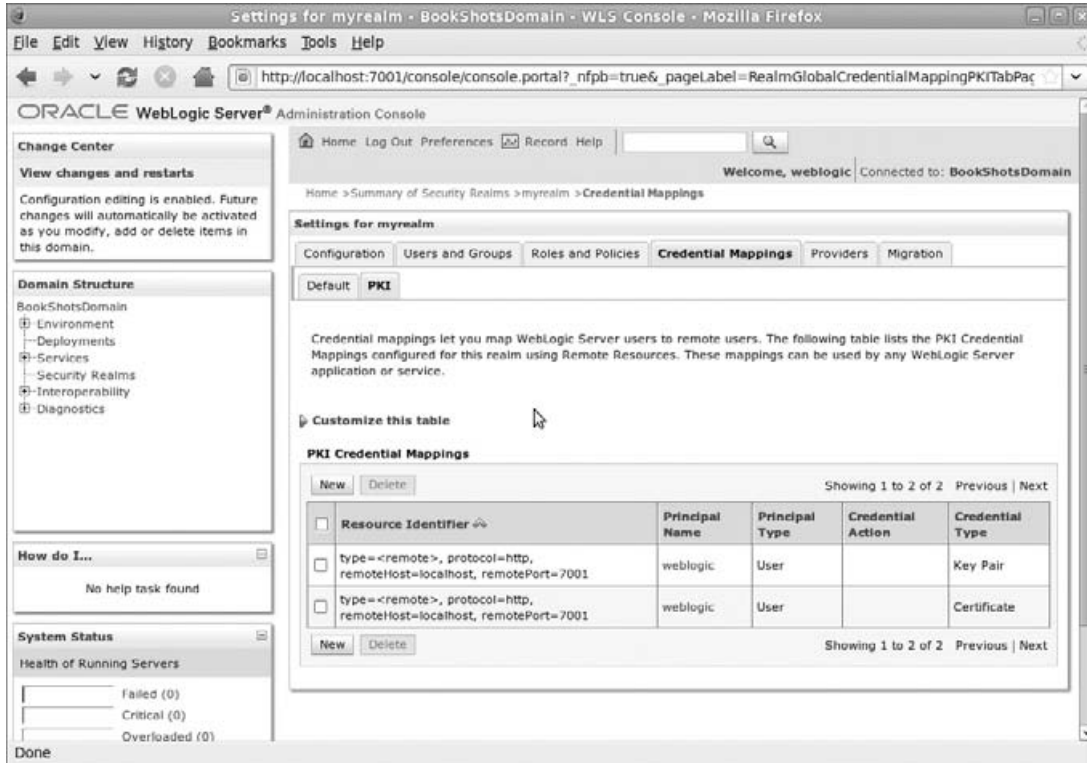 Settings for myrealm - BookShotsDomain - WLS Console - Mozilla Firefox
File Edit View History Bookmarks Tools Help
http://localhost:7001/console/console.portal?_nfpb=true&_pageLabel=RealmGlobalCredentialMappingPKITabPag
ORACLE WebLogic Server® Administration Console
Change Center
View changes and restarts
Configuration editing is enabled. Future
changes will automatically be activated
as you modify, add or delete items in
this domain.
Domain Structure
BookShotsDomain
Environment
Deployments
Services
Security Realms
Interoperability
Diagnostics
How do I...
No help task found
System Status
Health of Running Servers
Failed (0)
Critical (0)
Overloaded (0)
Home Log Out Preferences Record Help
Welcome, weblogic Connected to: BookShotsDomain
Home >Summary of Security Realms >myrealm >Credential Mappings
Settings for myrealm
Configuration Users and Groups Roles and Policies Credential Mappings Providers Migration
Default PKI
Credential mappings let you map WebLogic Server users to remote users. The following table lists the PKI Credential
Mappings configured for this realm using Remote Resources. These mappings can be used by any WebLogic Server
application or service.
Customize this table
PKI Credential Mappings
New Delete Showing 1 to 2 of 2 Previous | Next
Resource Identifier Principal Name Principal Type Credential Action Credential Type
type=<remote>, protocol=http,
remoteHost=localhost, remotePort=7001 weblogic User Key Pair
type=<remote>, protocol=http,
remoteHost=localhost, remotePort=7001 weblogic User Certificate
New Delete Showing 1 to 2 of 2 Previous | Next
Done